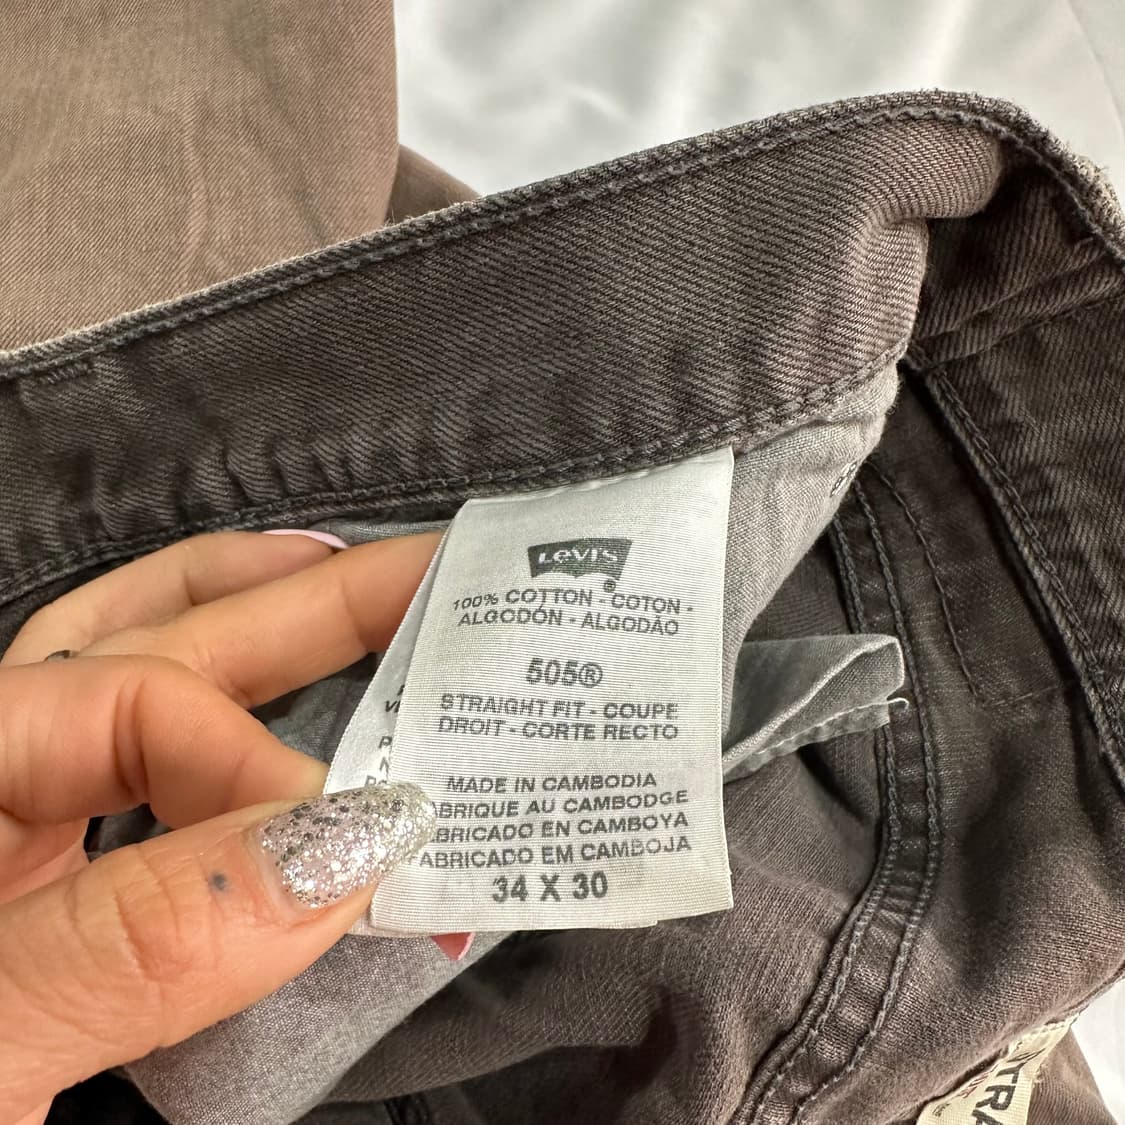 Levi's
®
100% COTTON - COTON -
ALGODÓN - ALGODÃO
505®
STRAIGHT FIT - COUPE
DROIT - CORTE RECTO
MADE IN CAMBODIA
ABRIQUE AU CAMBODGE
ABRICADO EN CAMBOYA
FABRICADO EM CAMBOJA
34 X 30